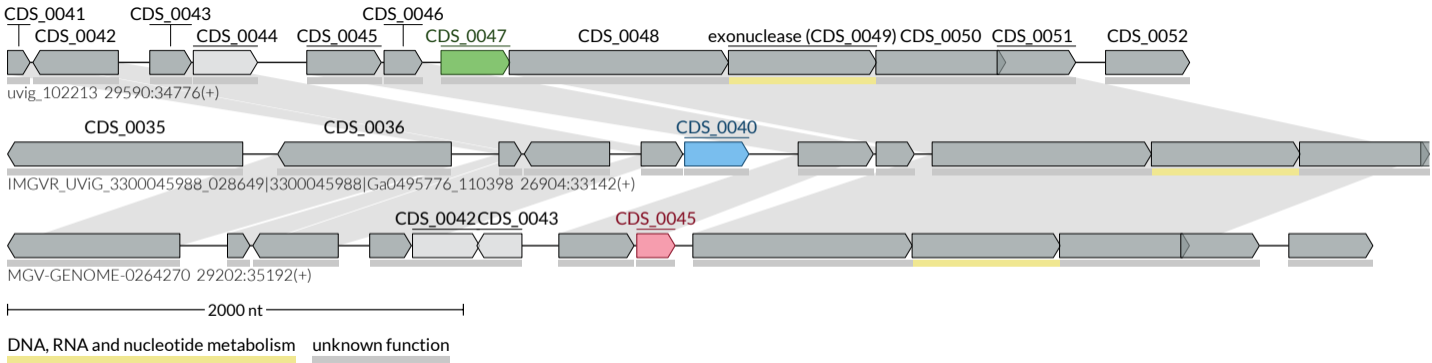 CDS_0041 CDS_0043 CDS_0046
CDS_0042 CDS_0044 CDS_0045 CDS_0047 CDS_0048 exonuclease (CDS_0049) CDS_0050 CDS_0051 CDS_0052
uvig_102213 29590:34776(+)
CDS_0035 CDS_0036 CDS_0040
IMGVR_UViG_3300045988_028649|3300045988|Ga0495776_110398 26904:33142(+)
CDS_0042 CDS_0043 CDS_0045
MGV-GENOME-0264270 29202:35192(+)
2000 nt
DNA, RNA and nucleotide metabolism unknown function